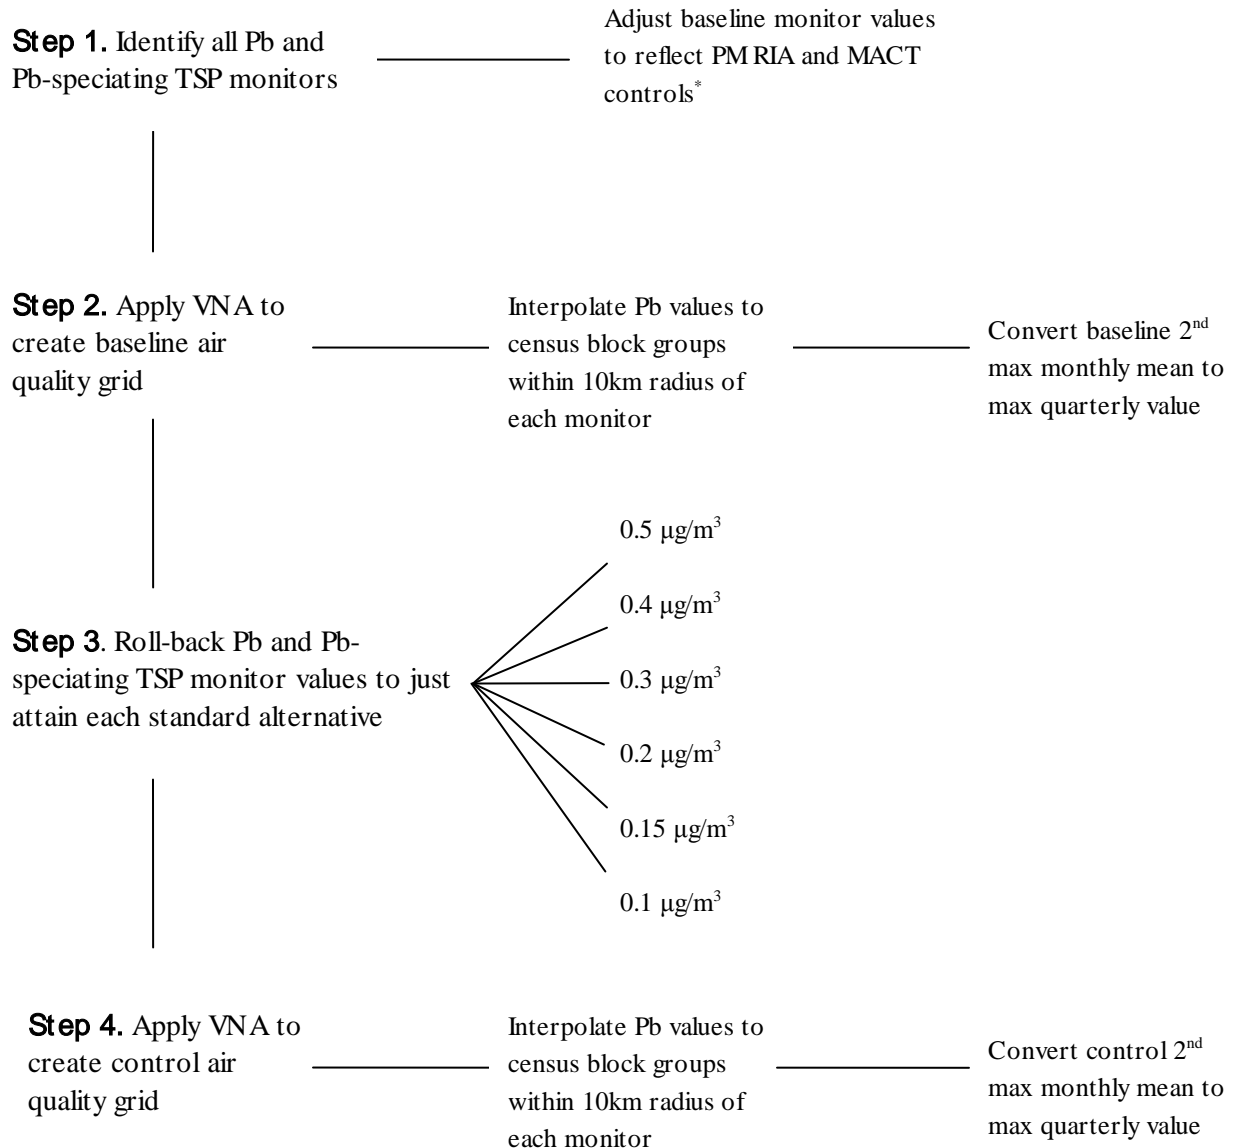 Step 1. Identify all Pb and
Pb-speciating TSP monitors
Adjust baseline monitor values
to reflect PM RIA and MACT
controls*
Step 2. Apply VNA to
create baseline air
quality grid
Interpolate Pb values to
census block groups
within 10km radius of
each monitor
Convert baseline 2nd
max monthly mean to
max quarterly value
Step 3. Roll-back Pb and Pb-
speciating TSP monitor values to just
attain each standard alternative
0.5 μg/m³
0.4 μg/m³
0.3 μg/m³
0.2 μg/m³
0.15 μg/m³
0.1 μg/m³
Step 4. Apply VNA to
create control air
quality grid
Interpolate Pb values to
census block groups
within 10km radius of
each monitor
Convert control 2nd
max monthly mean to
max quarterly value